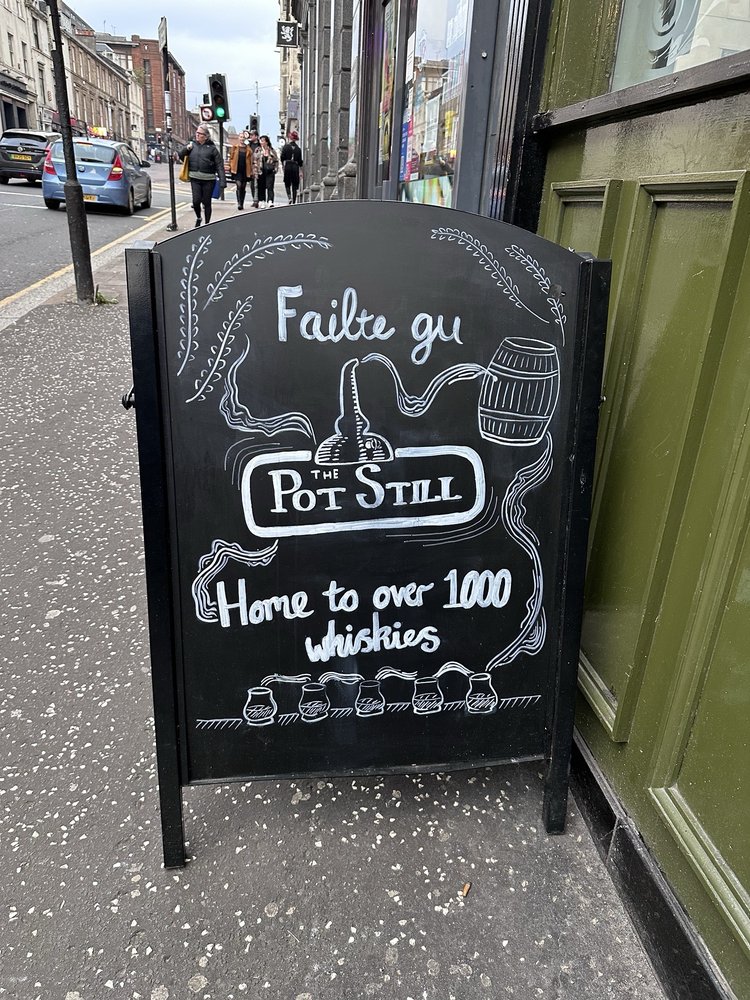 Failte gu
THE
POT STILL
Home to over 1000
whiskies